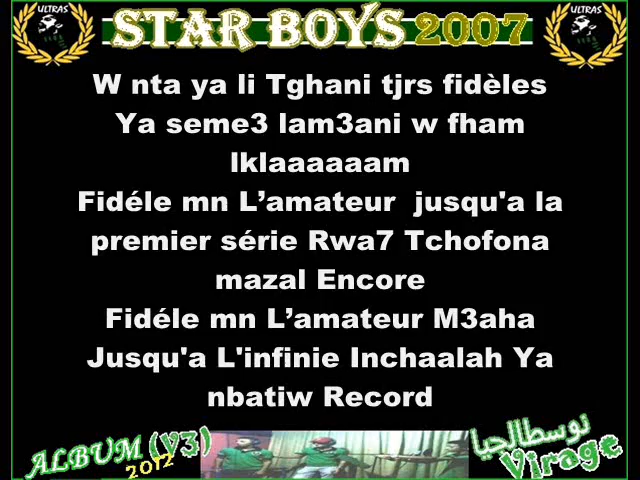 ULTRAS
STAR BOYS 2007
ULTRAS
W nta ya li Tghani tjrs fidèles
Ya seme3 lam3ani w fham
lklaaaaaam
Fidéle mn L’amateur jusqu'a la
premier série Rwa7 Tchofona
mazal Encore
Fidéle mn L’amateur M3aha
Jusqu'a L'infinie Inchaalah Ya
nbatiw Record
ALBUM (V3)
2012
نوسطالجيا
Virage